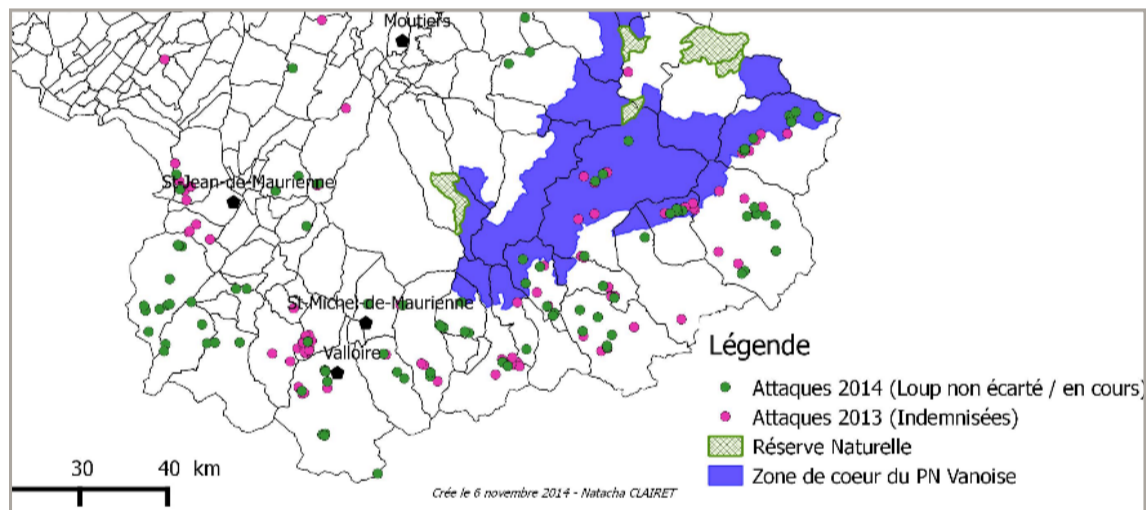 Moutiers
St-Jean-de-Maurienne
St-Michel-de-Maurienne
Valloire
Légende
Attaques 2014 (Loup non écarté / en cours)
Attaques 2013 (Indemnisées)
Réserve Naturelle
Zone de coeur du PN Vanoise
30 40 km
Crée le 6 novembre 2014 - Natacha CLAIRET